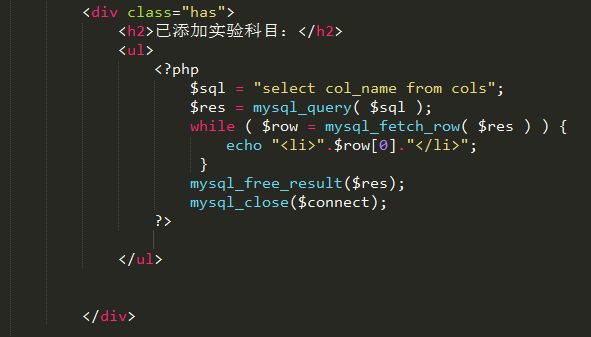 <div class="has">
<h2>已添加实验科目：</h2>
<ul>
<?php
$sql = "select col_name from cols";
$res = mysql_query( $sql );
while ( $row = mysql_fetch_row( $res ) ) {
echo "<li>".$row[0]."</li>";
}
mysql_free_result($res);
mysql_close($connect);
?>
</ul>
</div>